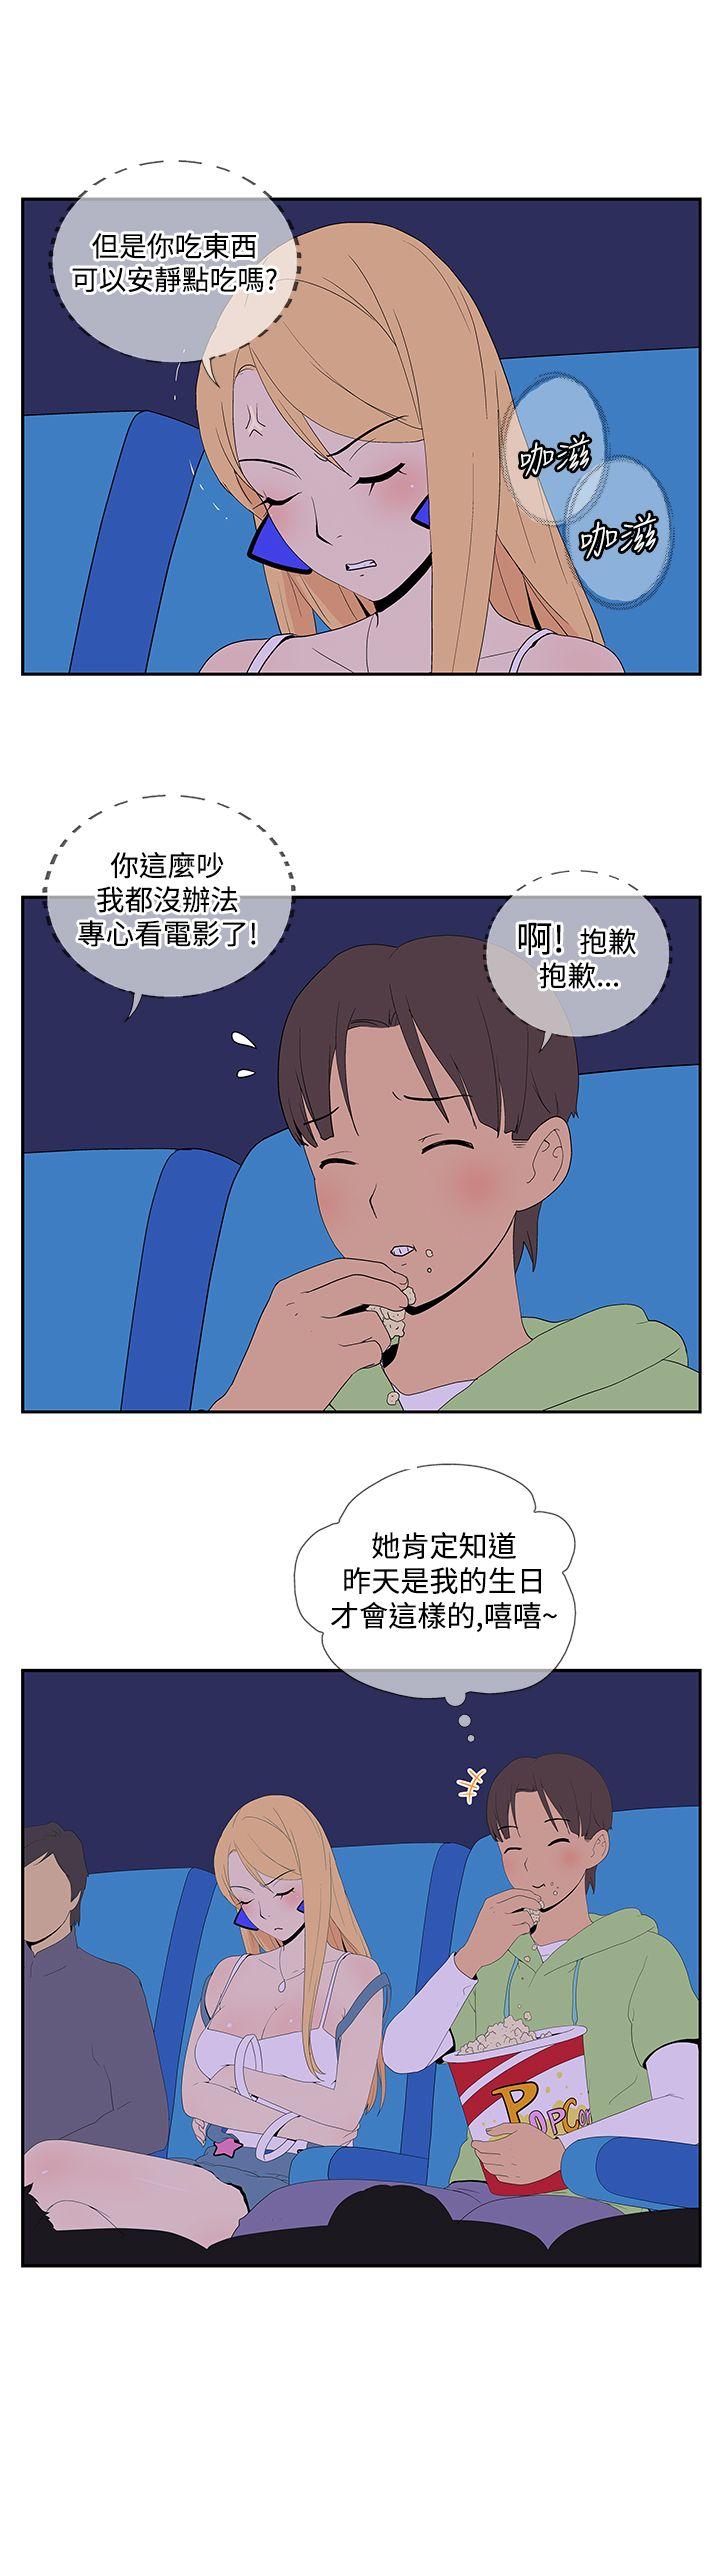 但是你吃東西
可以安靜點吃嗎?
咖滋
咖滋
你這麼吵
我都沒辦法
專心看電影了!
啊! 抱歉
抱歉...
她肯定知道
昨天是我的生日
才會這樣的,嘻嘻~
POPCorn